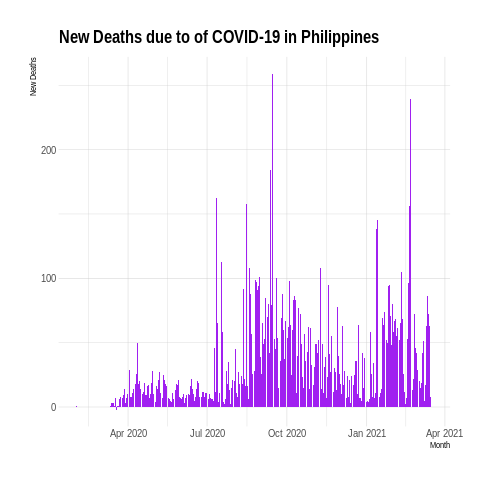 New Deaths due to of COVID-19 in Philippines
New Deaths
200
100
0
Apr 2020 Jul 2020 Oct 2020 Jan 2021 Apr 2021
Month